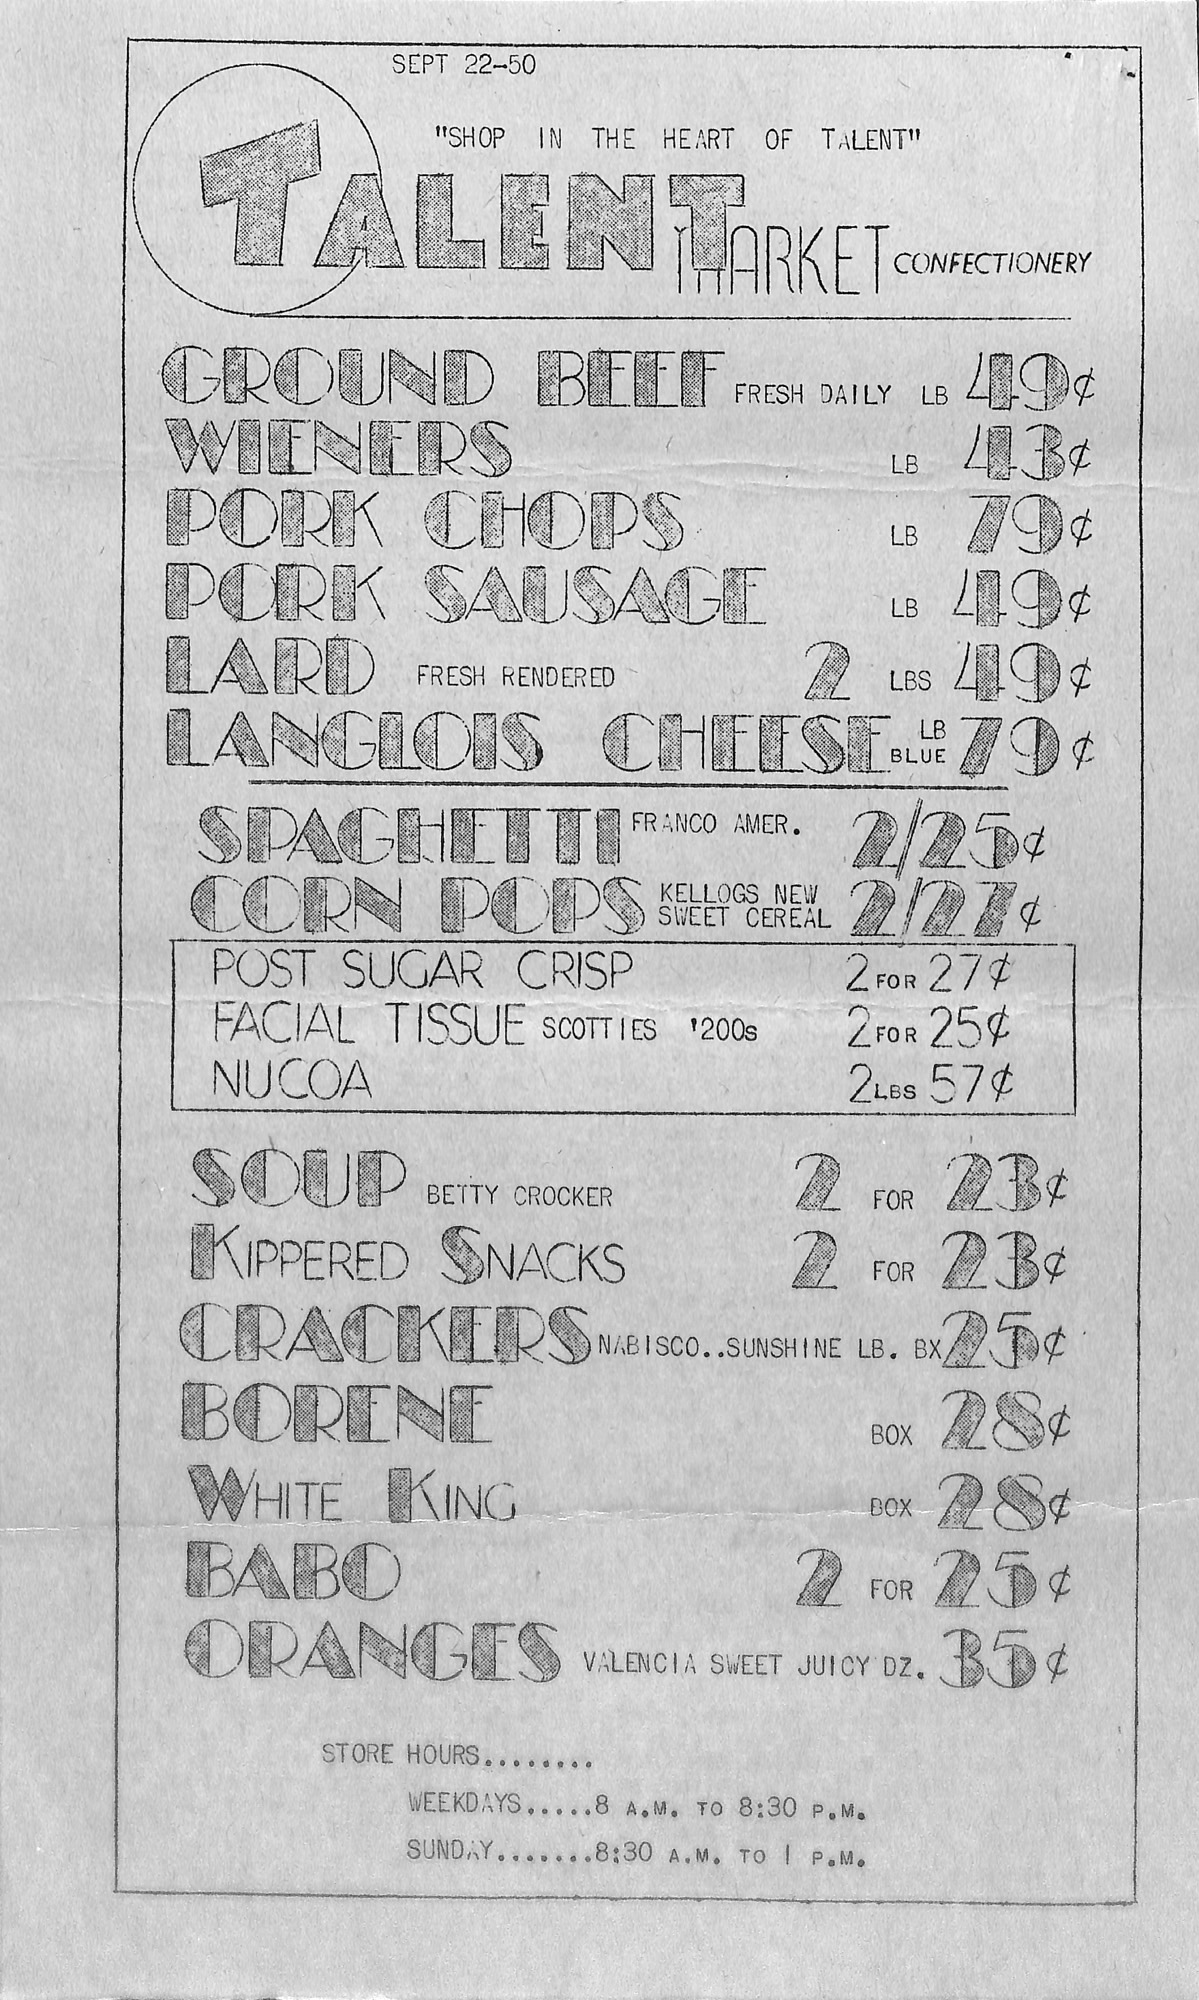 SEPT 22-50
"SHOP IN THE HEART OF TALENT"
TALENT MARKET CONFECTIONERY
GROUND BEEF FRESH DAILY LB 49¢
WIENERS LB 43¢
PORK CHOPS LB 79¢
PORK SAUSAGE LB 49¢
LARD FRESH RENDERED 2 LBS 49¢
LANGLOIS CHEESE LB BLUE 79¢
SPAGHETTI FRANCO AMER. 2/25¢
CORN POPS KELLOGS NEW SWEET CEREAL 2/27¢
POST SUGAR CRISP 2 FOR 27¢
FACIAL TISSUE SCOTTIES '200s 2 FOR 25¢
NUCOA 2 LBS 57¢
SOUP BETTY CROCKER 2 FOR 23¢
KIPPERED SNACKS 2 FOR 23¢
CRACKERS NABISCO..SUNSHINE LB. BX 25¢
BORENE BOX 28¢
WHITE KING BOX 28¢
BABO 2 FOR 25¢
ORANGES VALENCIA SWEET JUICY DZ. 35¢
STORE HOURS........
WEEKDAYS.....8 A.M. TO 8:30 P.M.
SUNDAY.......8:30 A.M. TO 1 P.M.